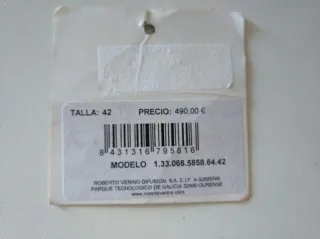 TALLA: 42 PRECIO: 490,00 €
8 431316 795816
MODELO 1.33.066.5858.64.42
ROBERTO VERINO DIFUSION, S.A. C.I.F.
PARQUE TECNOLOGICO DE GALICIA 32900-OURENSE
www.robertoverino.com